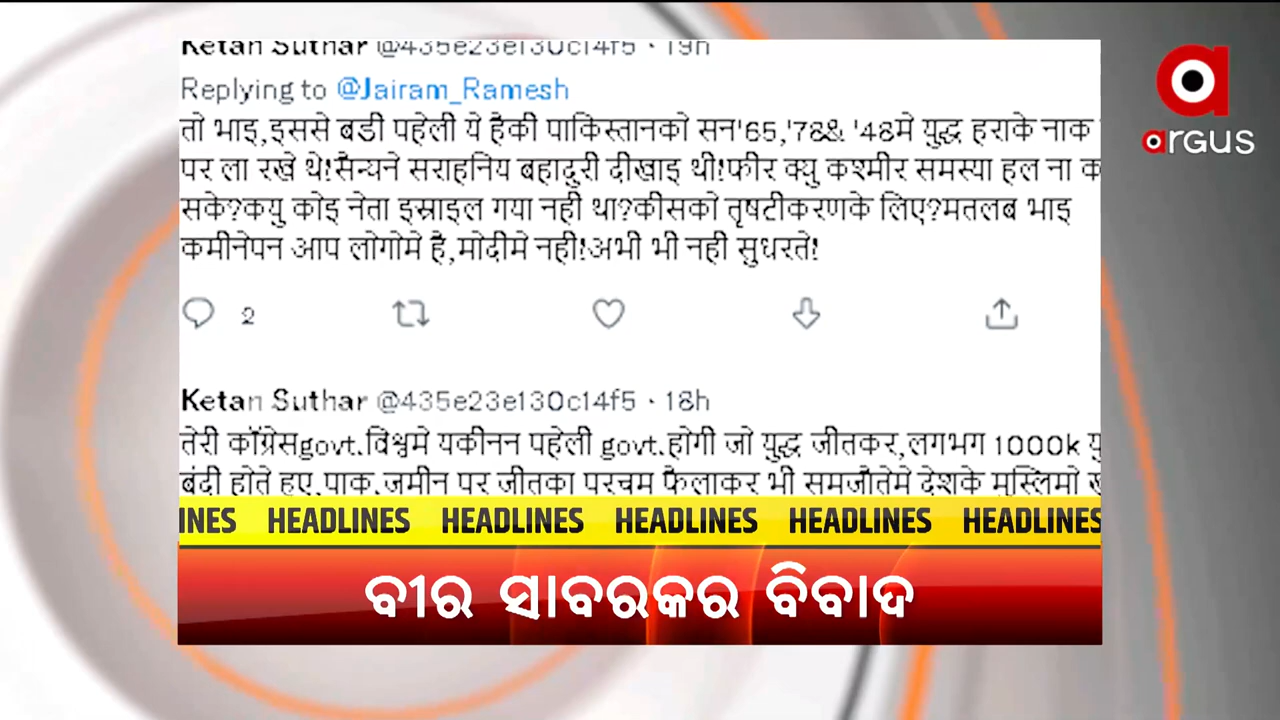 Ketan Suthar @435e23e130c14f5 · 19h
Replying to @Jairam_Ramesh
तो भाइ,इससे बडी पहेली ये हैकी पाकिस्तानको सन'65,'78& '48मे युद्ध हराके नाक
पर ला रखे थे!सैन्यने सराहनिय बहादुरी दीखाइ थी!फीर क्यु कश्मीर समस्या हल ना क
सके?कयु कोइ नेता इस्राइल गया नही था?कीसको तृषटीकरणके लिए?मतलब भाइ
कमीनेपन आप लोगोमे है,मोदीमे नही!अभी भी नही सुधरते!
2
Ketan Suthar @435e23e130c14f5 · 18h
तेरी काँग्रेसgovt.विश्वमे यकीनन पहेली govt.होगी जो युद्ध जीतकर,लगभग 1000k यु
बंदी होते हुए,पाक.जमीन पर जीतका परचम फैलाकर भी समजौतेमे देशके मुस्लिमो
INES HEADLINES HEADLINES HEADLINES HEADLINES HEADLINES
ବୀର ସାବରକର ବିବାଦ
argus